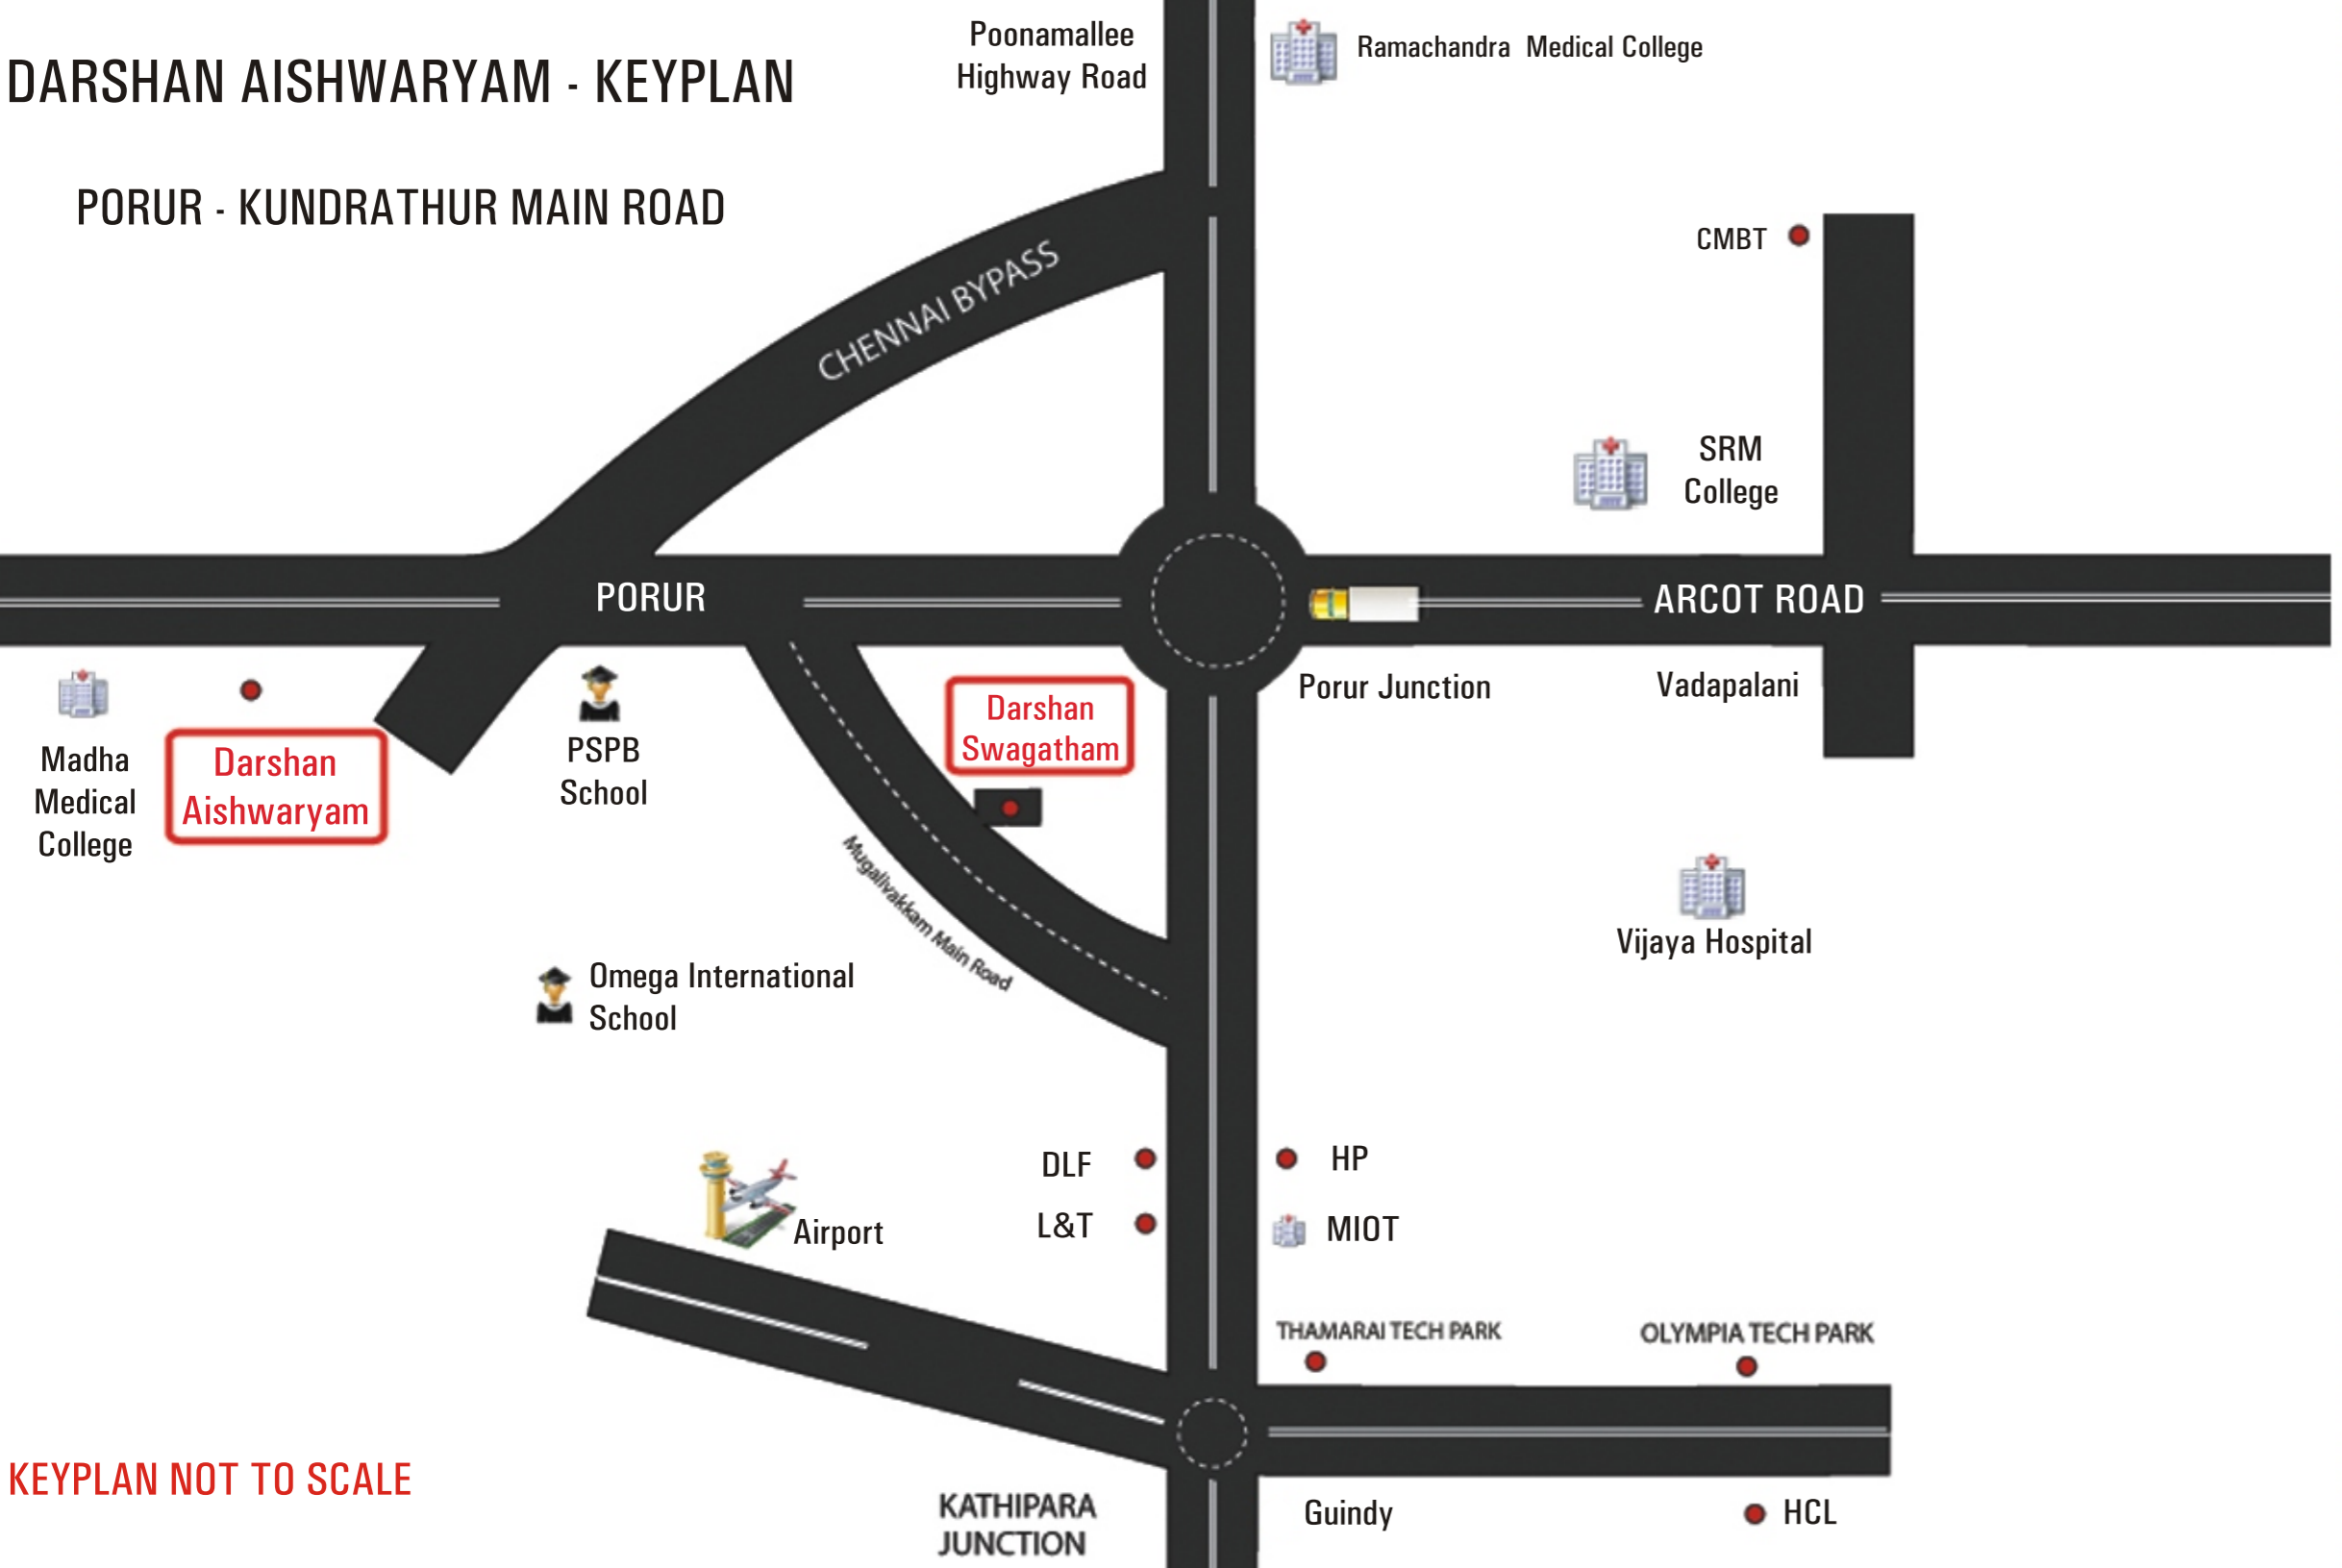 Poonamallee
Highway Road
Ramachandra Medical College
DARSHAN AISHWARYAM - KEYPLAN
PORUR - KUNDRATHUR MAIN ROAD
CMBT
CHENNAI BYPASS
SRM
College
PORUR
ARCOT ROAD
Porur Junction
Vadapalani
Madha
Medical
College
Darshan
Aishwaryam
PSPB
School
Darshan
Swagatham
Mugalivakkam Main Road
Vijaya Hospital
Omega International
School
DLF
HP
L&T
MIOT
Airport
THAMARAI TECH PARK
OLYMPIA TECH PARK
KEYPLAN NOT TO SCALE
KATHIPARA
JUNCTION
Guindy
HCL